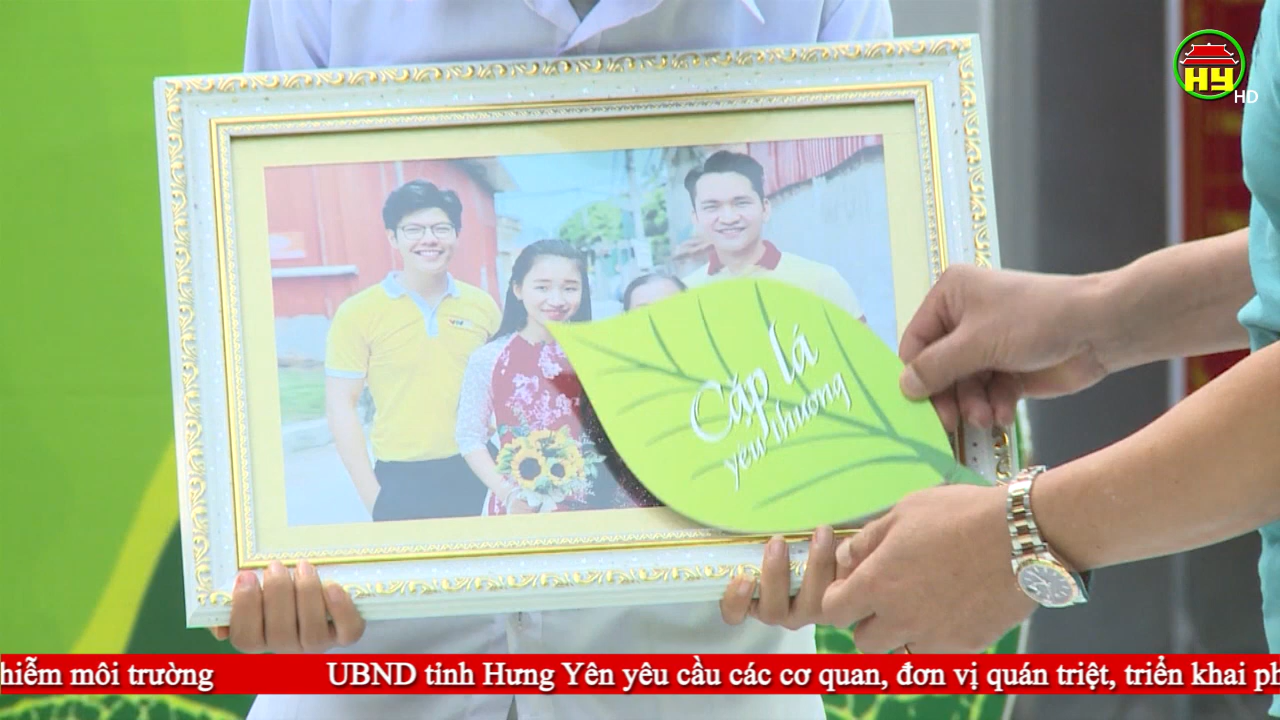 HY
HD
Cặp lá
yêu thương
hiễm môi trường UBND tỉnh Hưng Yên yêu cầu các cơ quan, đơn vị quán triệt, triển khai ph